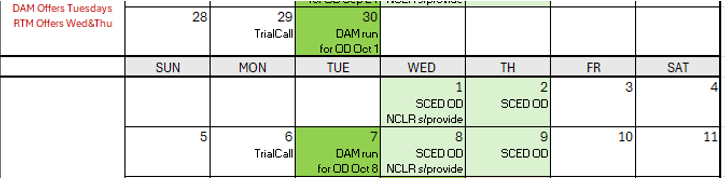 DAM Offers Tuesdays
RTM Offers Wed&Thu
28 29 30
TrialCall DAM run
for OD Oct 1
SUN MON TUE WED TH FR SAT
1 2 3 4
SCED OD SCED OD
NCLR s/provide
5 6 7 8 9 10 11
TrialCall DAM run SCED OD SCED OD
for OD Oct 8 NCLR s/provide